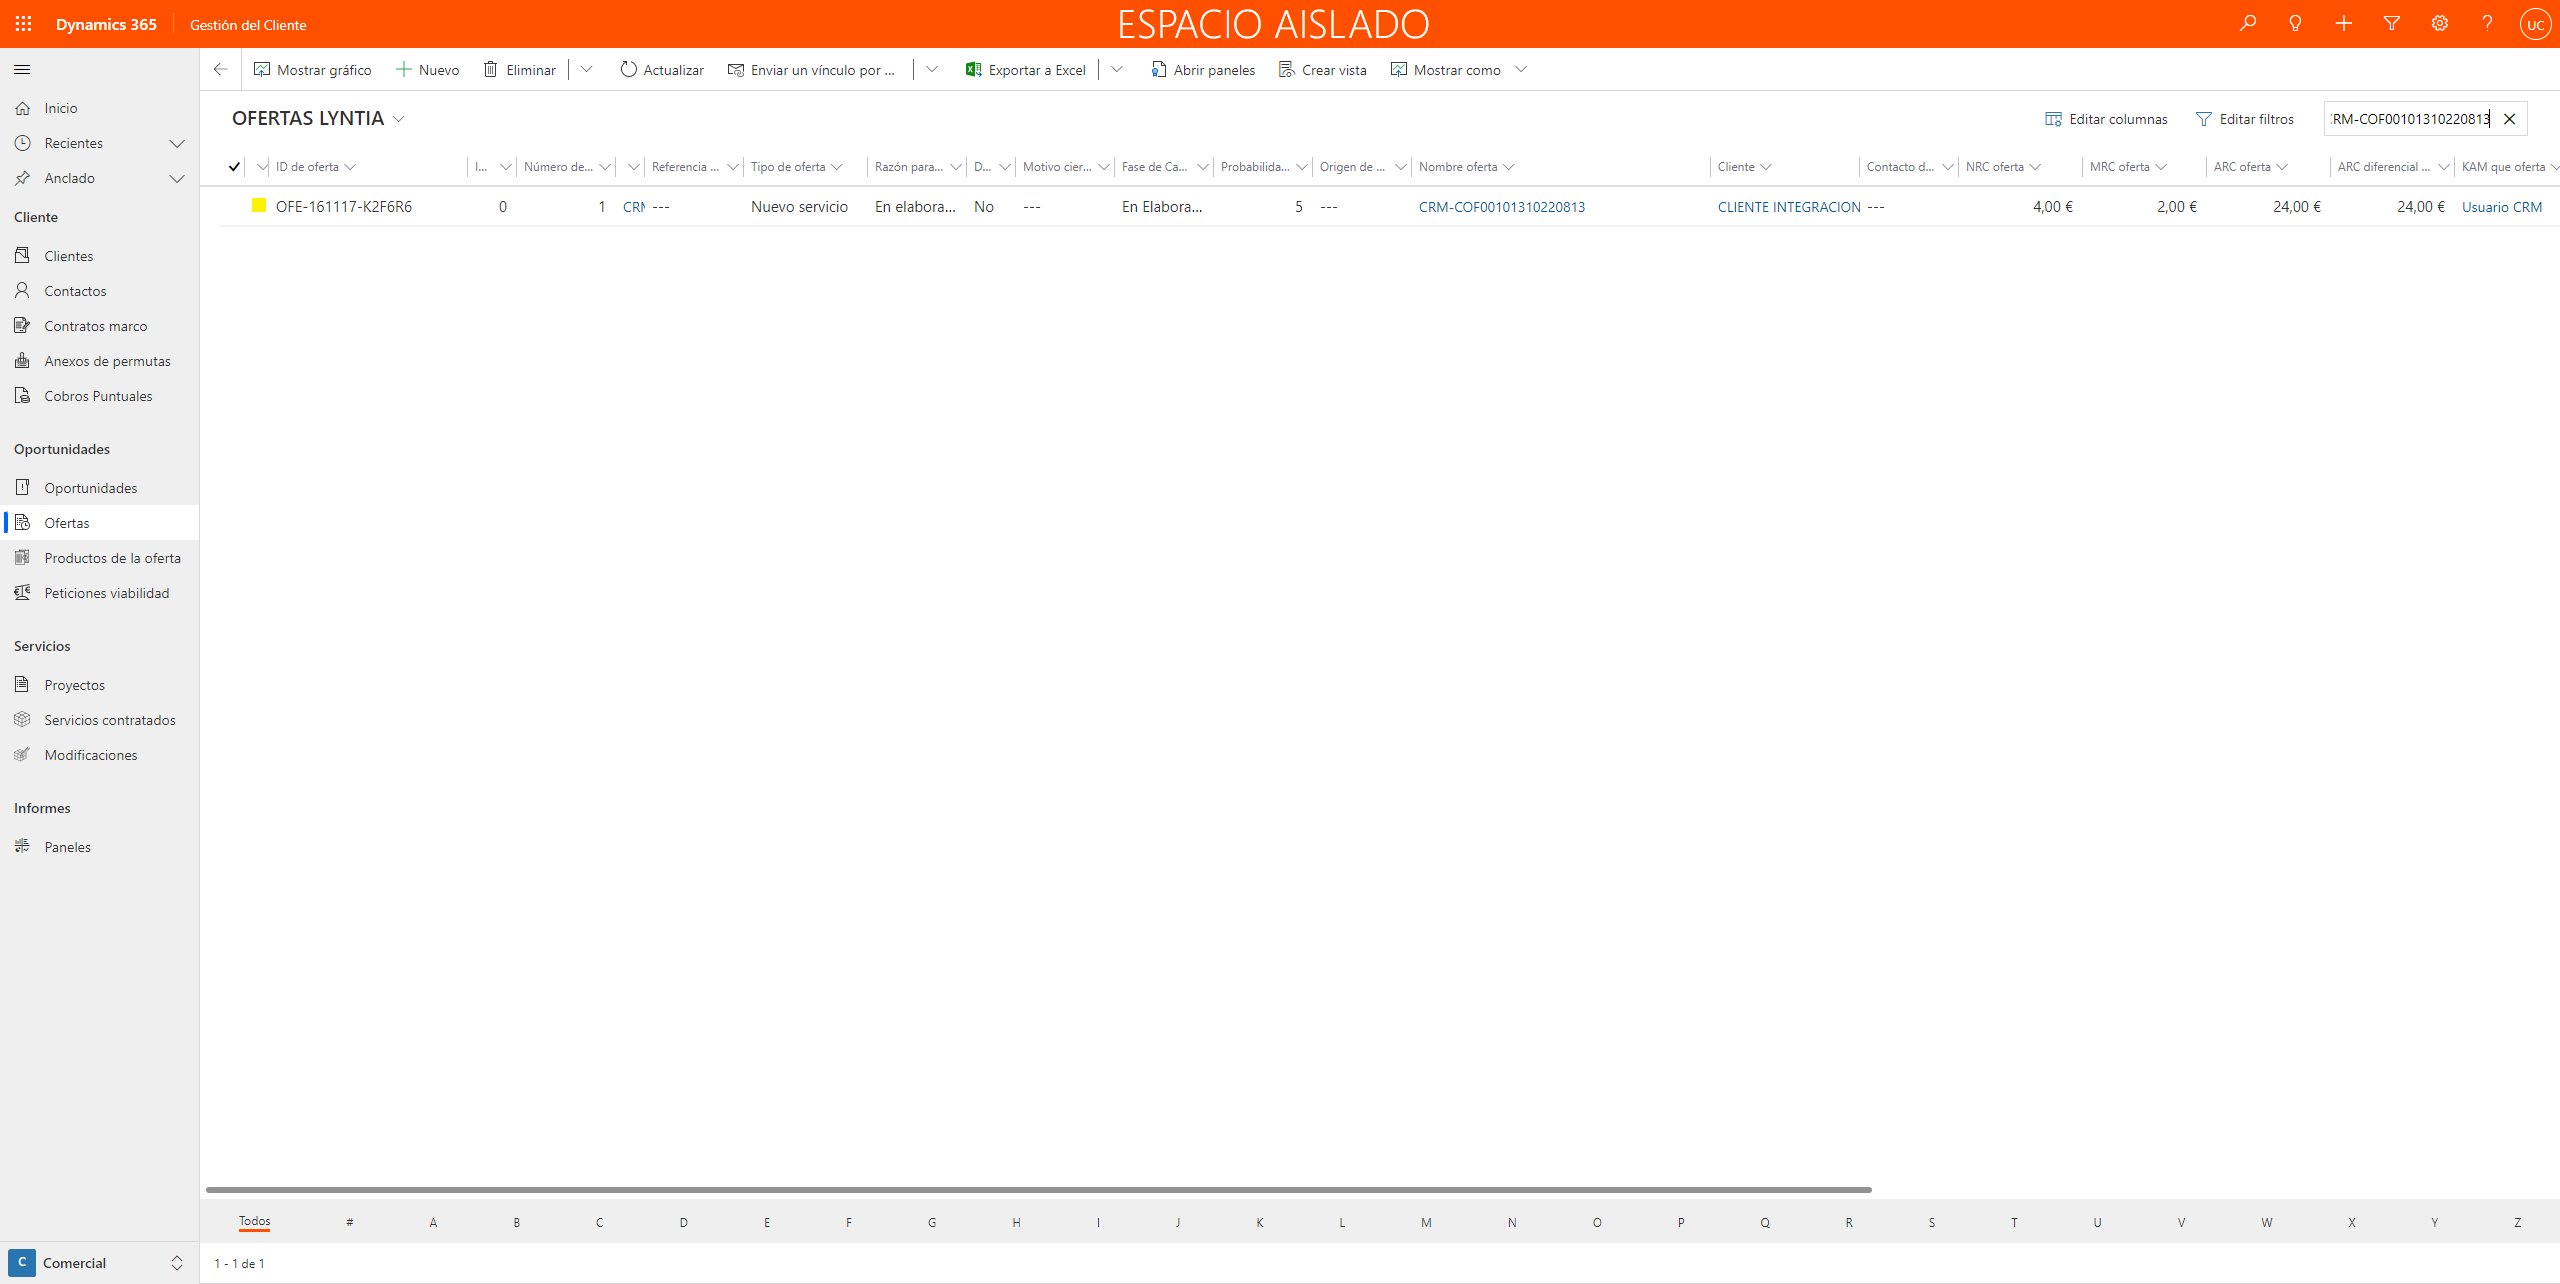 Dynamics 365
Gestión del Cliente
ESPACIO AISLADO
UC
Mostrar gráfico
Nuevo
Eliminar
Actualizar
Enviar un vínculo por ...
Exportar a Excel
Abrir paneles
Crear vista
Mostrar como
Inicio
Recientes
Anclado
Cliente
Clientes
Contactos
Contratos marco
Anexos de permutas
Cobros Puntuales
Oportunidades
Oportunidades
Ofertas
Productos de la oferta
Peticiones viabilidad
Servicios
Proyectos
Servicios contratados
Modificaciones
Informes
Paneles
C Comercial
OFERTAS LYNTIA
Editar columnas
Editar filtros
CRM-COF00101310220813
ID de oferta I... Número de... Referencia ... Tipo de oferta Razón para... D... Motivo cier... Fase de Ca... Probabilida... Origen de ... Nombre oferta Cliente Contacto d... NRC oferta MRC oferta ARC oferta ARC diferencial ... KAM que oferta
OFE-161117-K2F6R6 0 1 CRM --- Nuevo servicio En elabora... No --- En Elabora... 5 --- CRM-COF00101310220813 CLIENTE INTEGRACION --- 4,00 € 2,00 € 24,00 € 24,00 € Usuario CRM
Todos # A B C D E F G H I J K L M N O P Q R S T U V W X Y Z
1 - 1 de 1